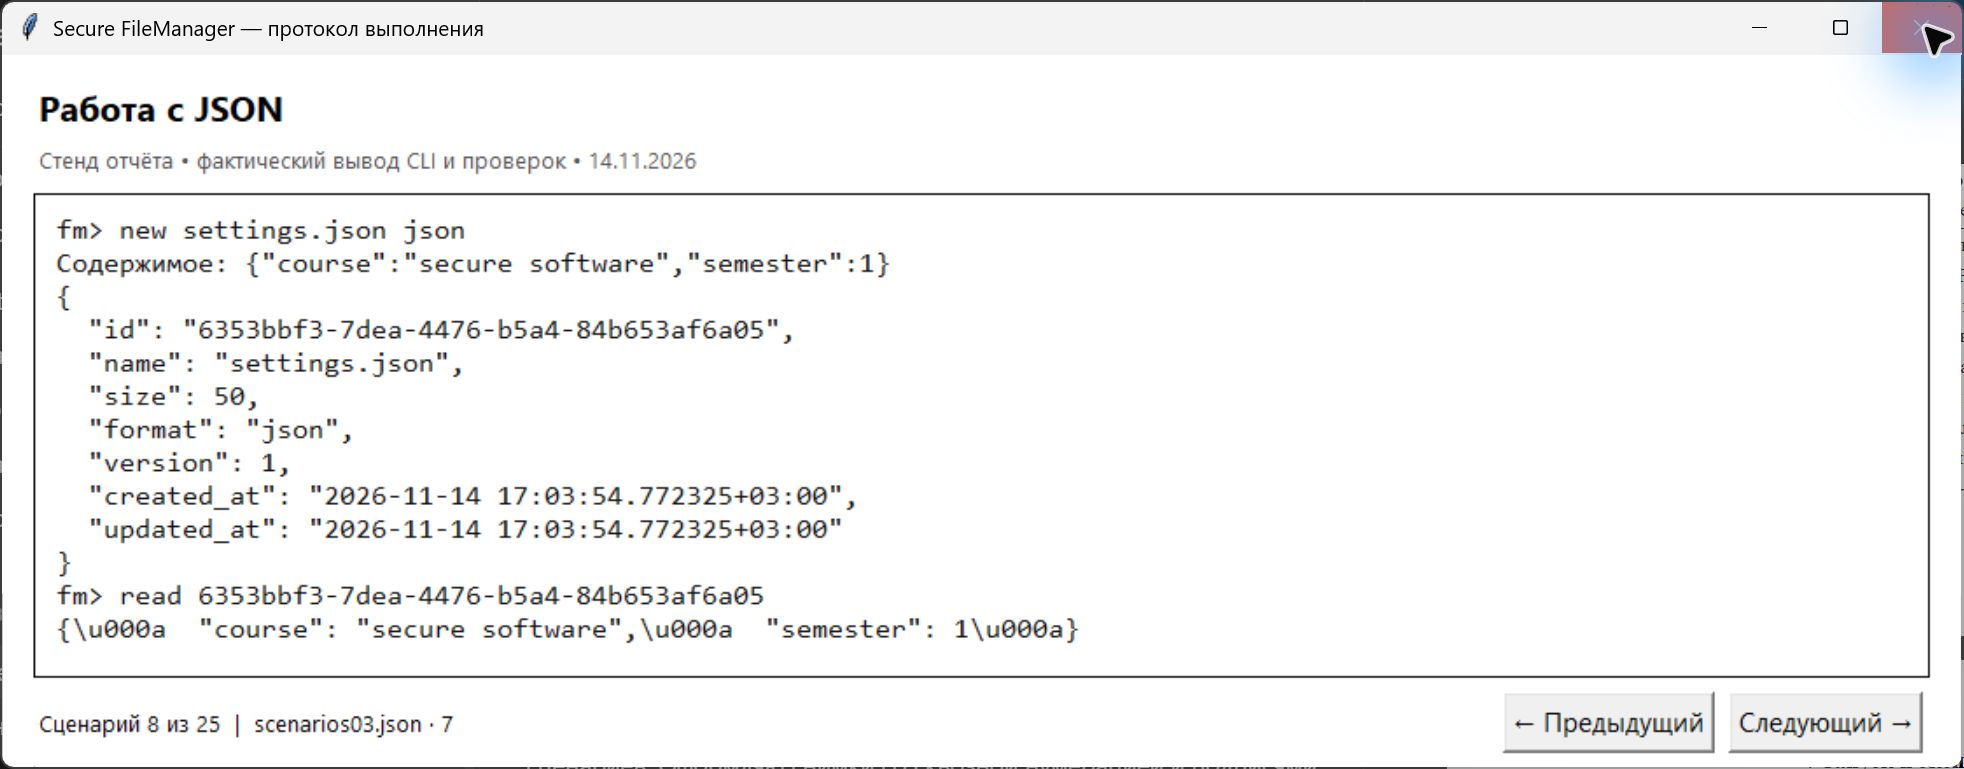 Secure FileManager — протокол выполнения
Работа с JSON
Стенд отчёта • фактический вывод CLI и проверок • 14.11.2026
fm> new settings.json json
Содержимое: {"course":"secure software","semester":1}
{
  "id": "6353bbf3-7dea-4476-b5a4-84b653af6a05",
  "name": "settings.json",
  "size": 50,
  "format": "json",
  "version": 1,
  "created_at": "2026-11-14 17:03:54.772325+03:00",
  "updated_at": "2026-11-14 17:03:54.772325+03:00"
}
fm> read 6353bbf3-7dea-4476-b5a4-84b653af6a05
{\u000a  "course": "secure software",\u000a  "semester": 1\u000a}
Сценарий 8 из 25 | scenarios03.json · 7
← Предыдущий
Следующий →